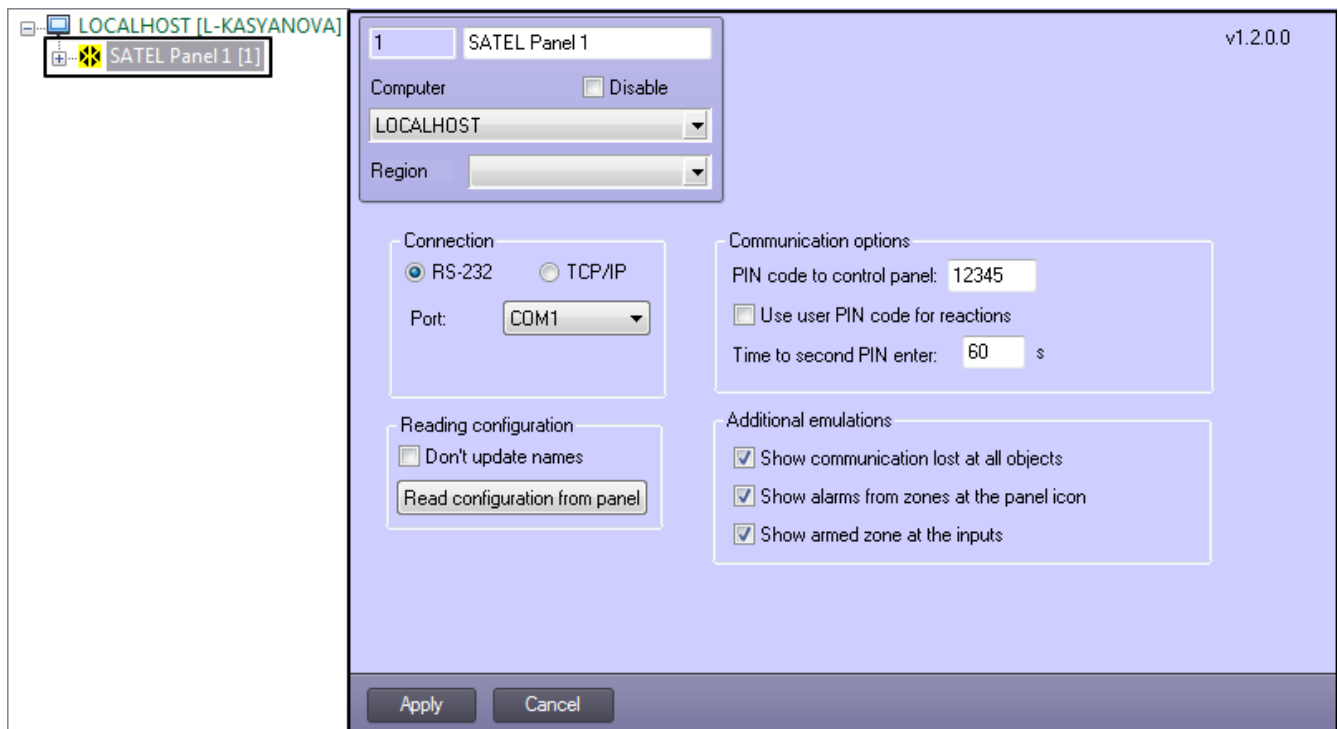 LOCALHOST [L-KASYANOVA]
SATEL Panel 1 [1]
1 SATEL Panel 1
v1.2.0.0
Computer Disable
LOCALHOST
Region
Connection
RS-232 TCP/IP
Port: COM1
Communication options
PIN code to control panel: 12345
Use user PIN code for reactions
Time to second PIN enter: 60 s
Reading configuration
Don't update names
Read configuration from panel
Additional emulations
Show communication lost at all objects
Show alarms from zones at the panel icon
Show armed zone at the inputs
Apply Cancel